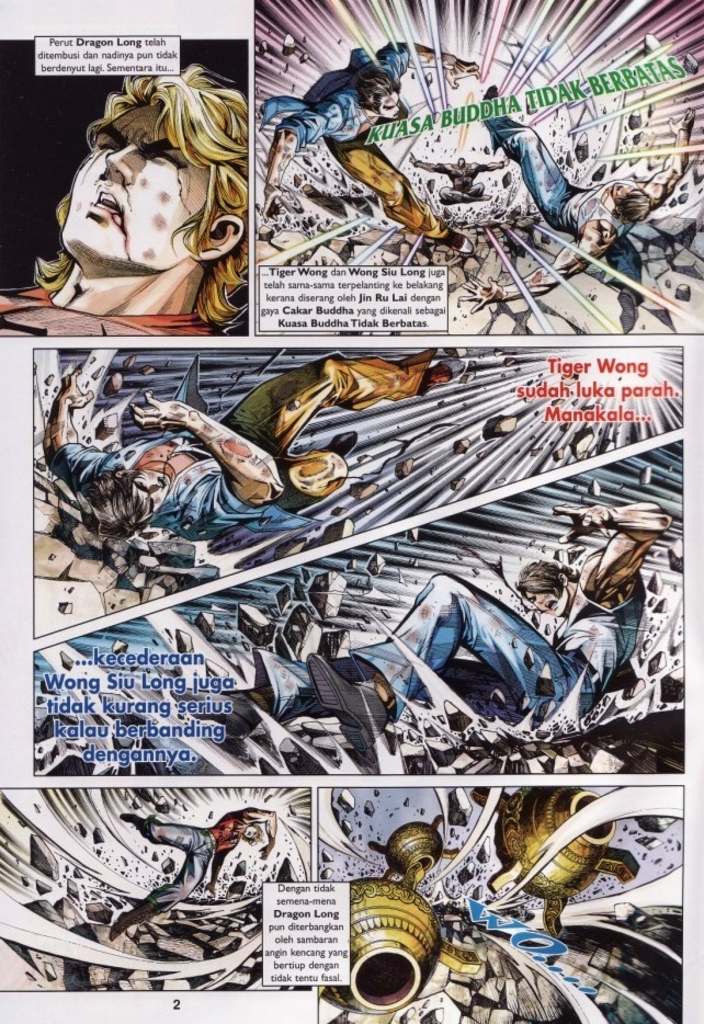 Perut Dragon Long telah
ditembusi dan nadinya pun tidak
berdenyut lagi. Sementara itu...
KUASA BUDDHA TIDAK BERBATAS
...Tiger Wong dan Wong Siu Long juga
telah sama-sama terpelanting ke belakang
kerana diserang oleh Jin Ru Lai dengan
gaya Cakar Buddha yang dikenali sebagai
Kuasa Buddha Tidak Berbatas.
Tiger Wong
sudah luka parah.
Manakala...
...kecederaan
Wong Siu Long juga
tidak kurang serius
kalau berbanding
dengannya.
Dengan tidak
semena-mena
Dragon Long
pun diterbangkan
oleh sambaran
angin kencang yang
bertiup dengan
tidak tentu fasal.
WO....
2